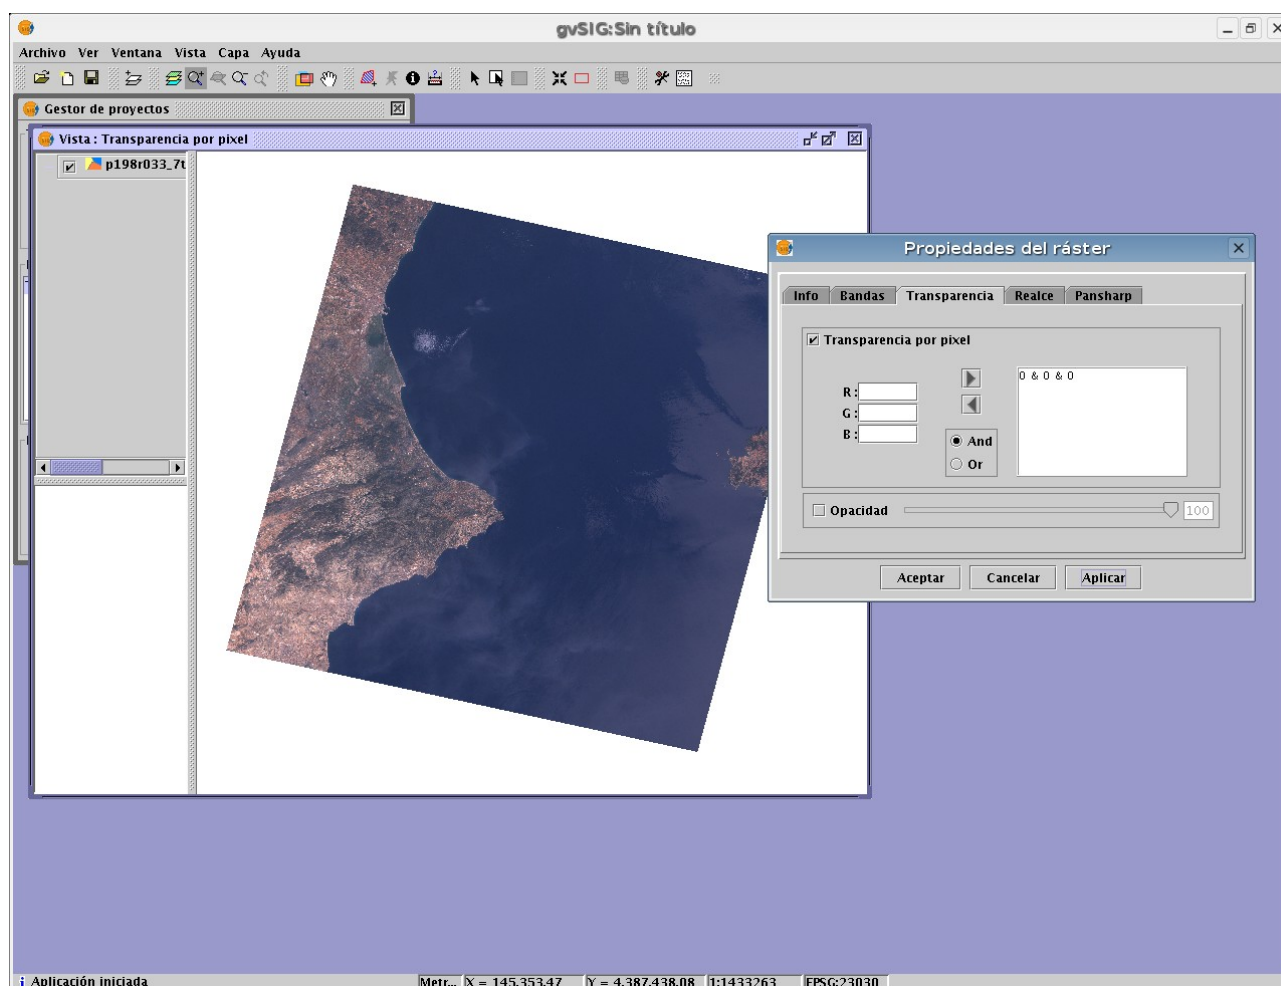 gvSIG:Sin título
Archivo Ver Ventana Vista Capa Ayuda
Gestor de proyectos
Vista : Transparencia por pixel
p198r033_7t
Propiedades del ráster
Info Bandas Transparencia Realce Pansharp
Transparencia por pixel
0 & 0 & 0
R :
G :
B :
And
Or
Opacidad 100
Aceptar Cancelar Aplicar
Aplicación iniciada Metr... X = 145.353,47 Y = 4.387.438,08 1:1433263 EPSG:23030